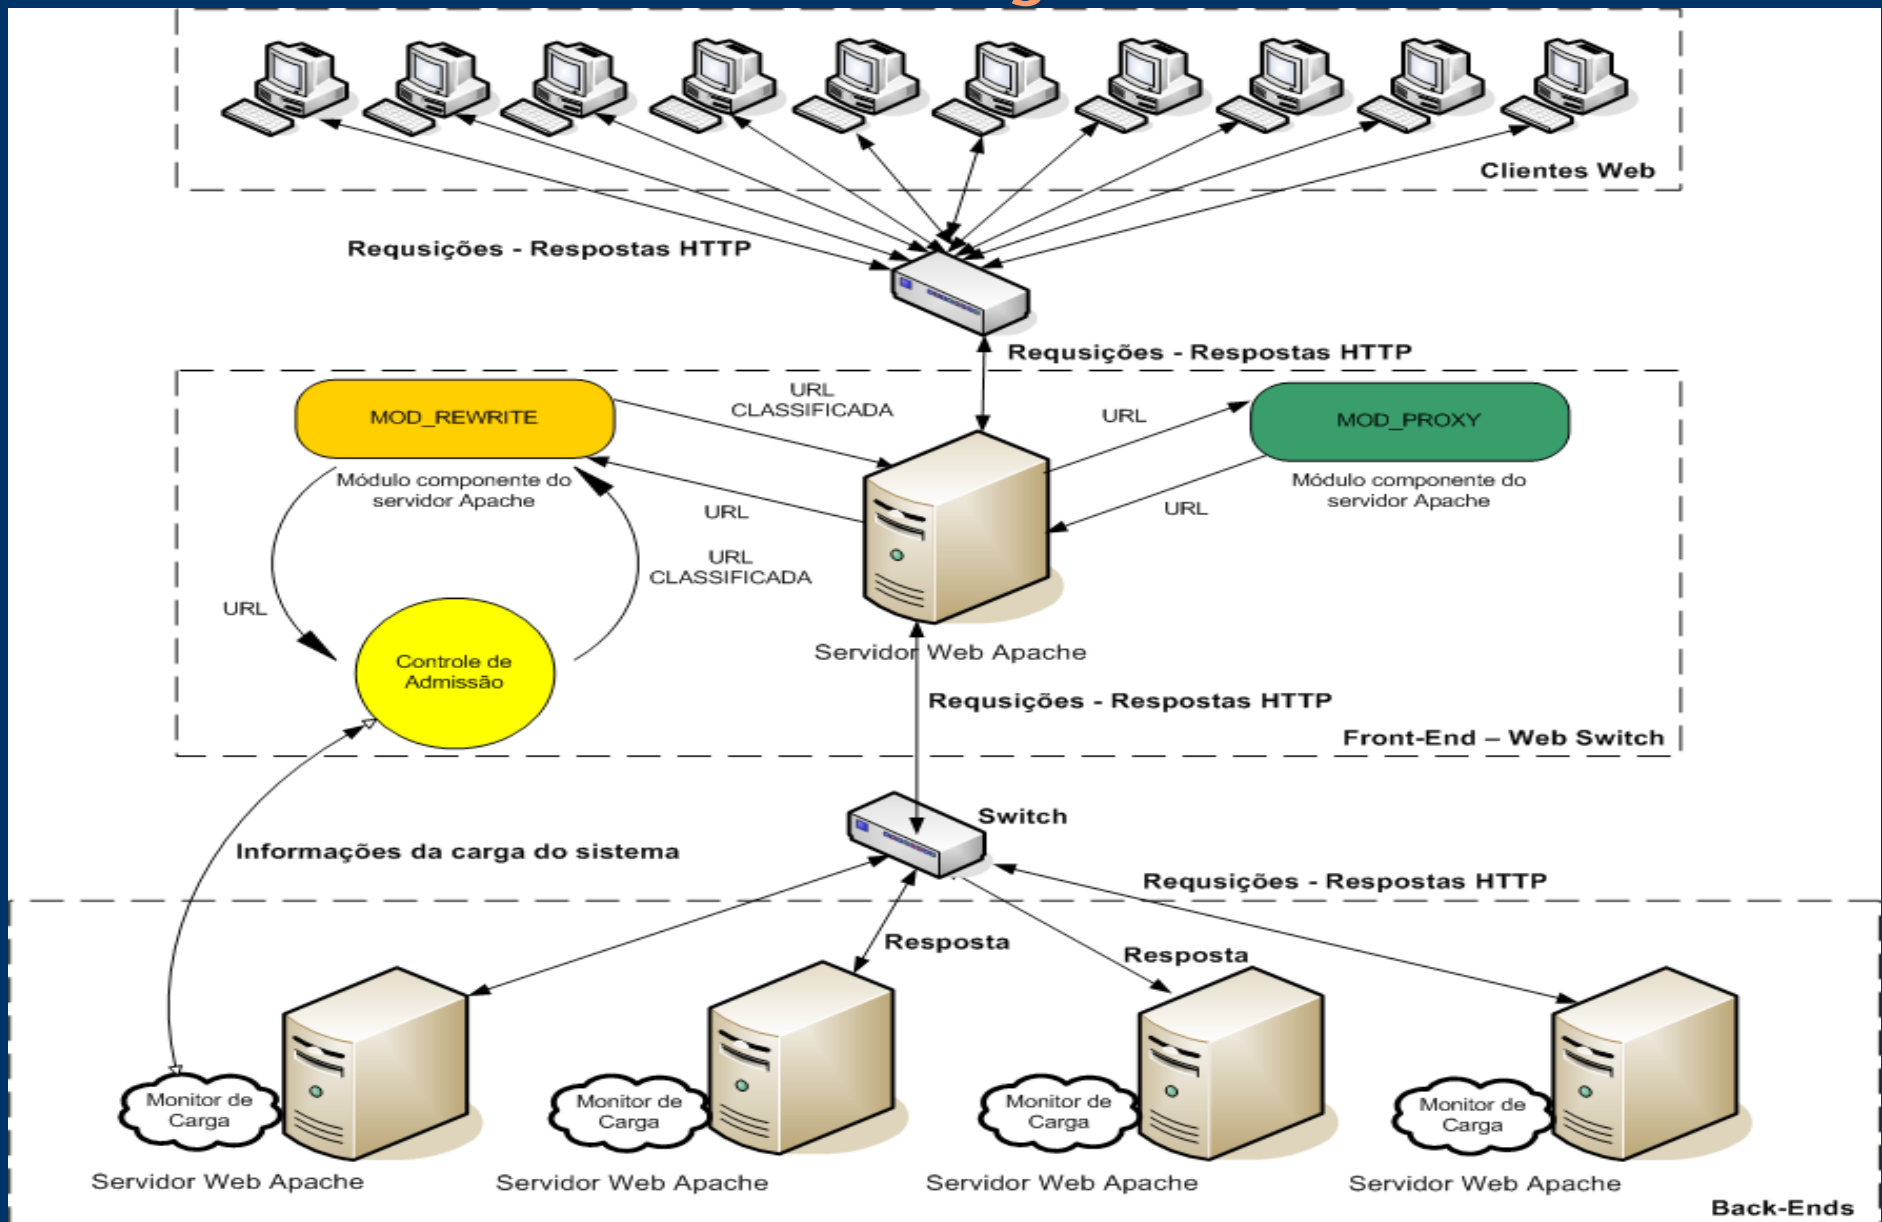 Clientes Web
Requsições - Respostas HTTP
Requsições - Respostas HTTP
MOD_REWRITE
URL
CLASSIFICADA
URL
MOD_PROXY
Módulo componente do
servidor Apache
URL
URL
Módulo componente do
servidor Apache
URL
CLASSIFICADA
URL
Controle de
Admissão
Servidor Web Apache
Requsições - Respostas HTTP
Front-End – Web Switch
Switch
Informações da carga do sistema
Requsições - Respostas HTTP
Resposta
Resposta
Monitor de
Carga
Monitor de
Carga
Monitor de
Carga
Monitor de
Carga
Servidor Web Apache
Servidor Web Apache
Servidor Web Apache
Servidor Web Apache
Back-Ends